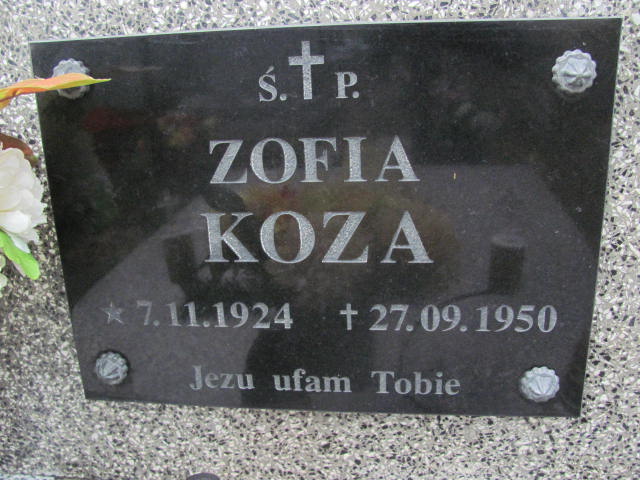 Ś. ✝ P.
ZOFIA
KOZA
★ 7.11.1924 ✝ 27.09.1950
Jezu ufam Tobie